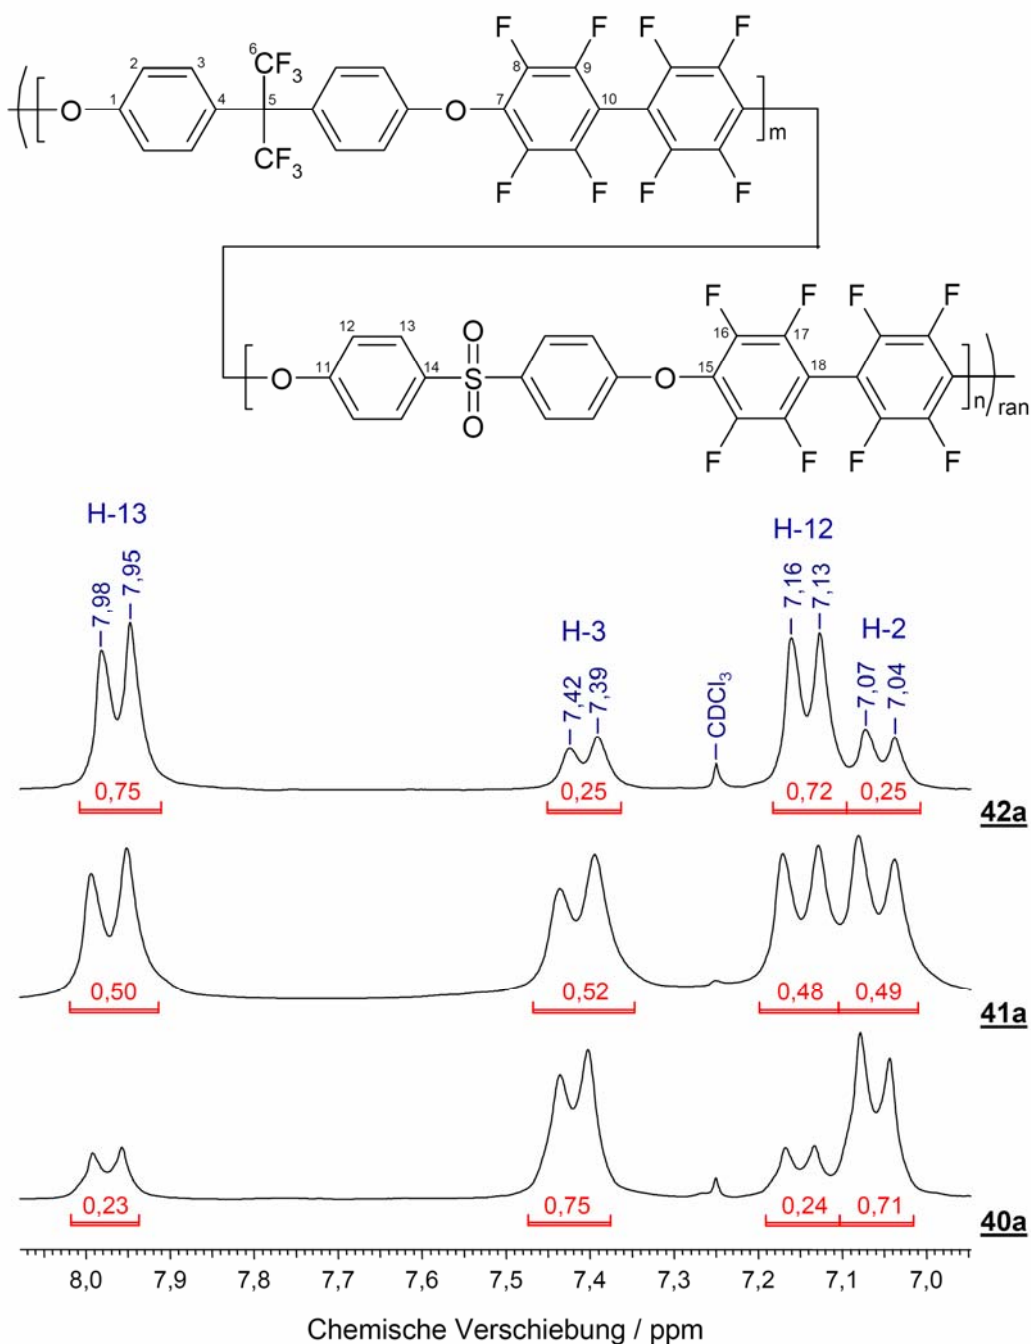 F F F F
6
CF3
2 3 8 9
1 4 5 7 10
O O
CF3
m
F F F F
F F F F
12 13 O 16 17
11 14 S 15 18
O O
n ran
O
F F F F
H-13
7,98 7,95
H-3
7,42 7,39
CDCl3
H-12
7,16 7,13
H-2
7,07 7,04
0,75 0,25 0,72 0,25
42a
0,50 0,52 0,48 0,49
41a
0,23 0,75 0,24 0,71
40a
8,0 7,9 7,8 7,7 7,6 7,5 7,4 7,3 7,2 7,1 7,0
Chemische Verschiebung / ppm